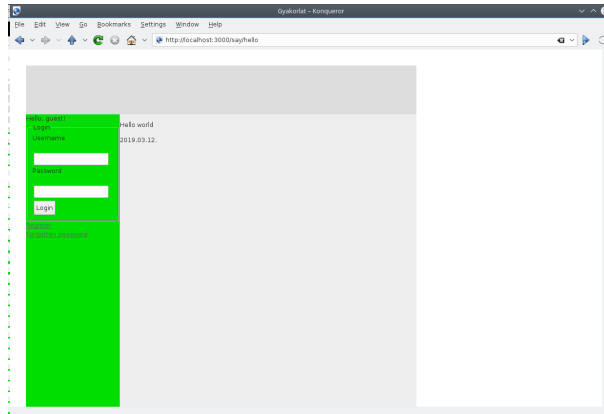 Gyakorlat – Konqueror
File Edit View Go Bookmarks Settings Window Help
http://localhost:3000/say/hello
Hello, guest!
Login
Username
Password
Login
Register
Forgotten password
Hello world
2019.03.12.